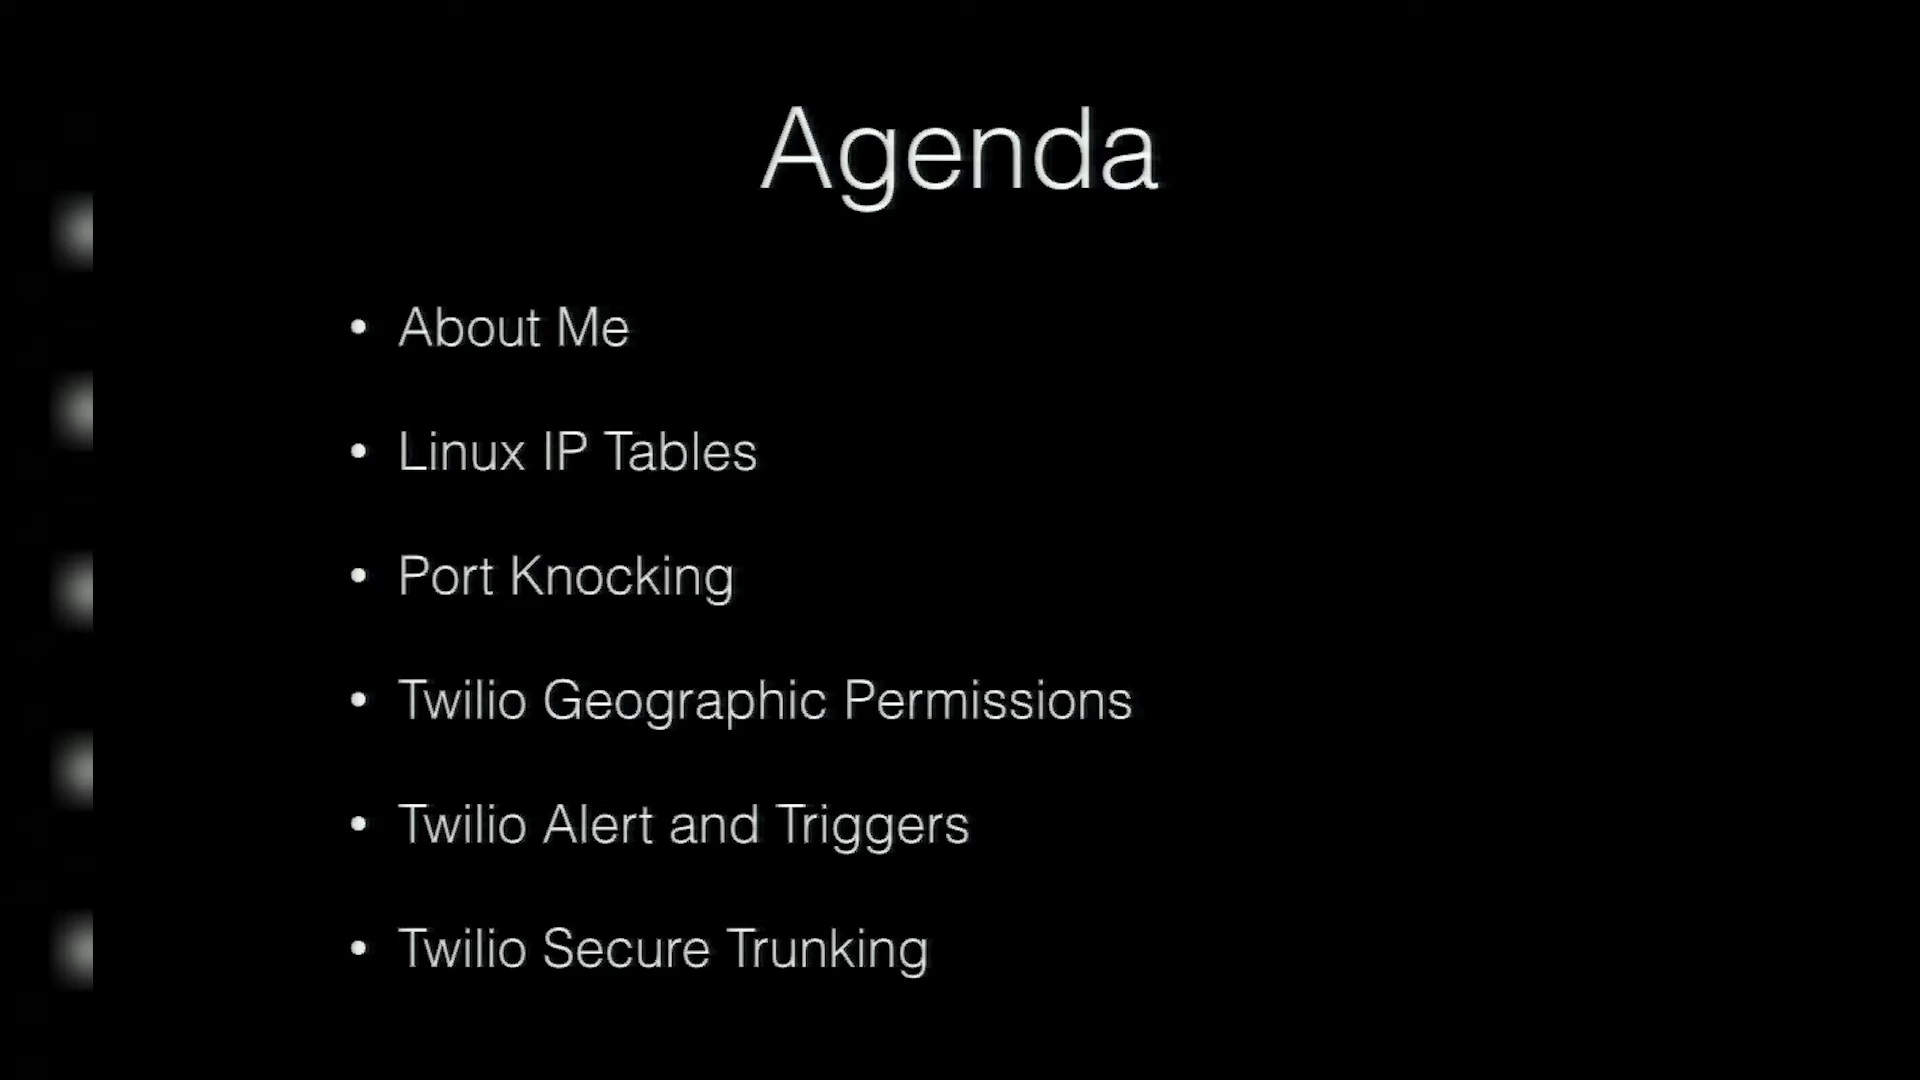 Agenda
• About Me
• Linux IP Tables
• Port Knocking
• Twilio Geographic Permissions
• Twilio Alert and Triggers
• Twilio Secure Trunking